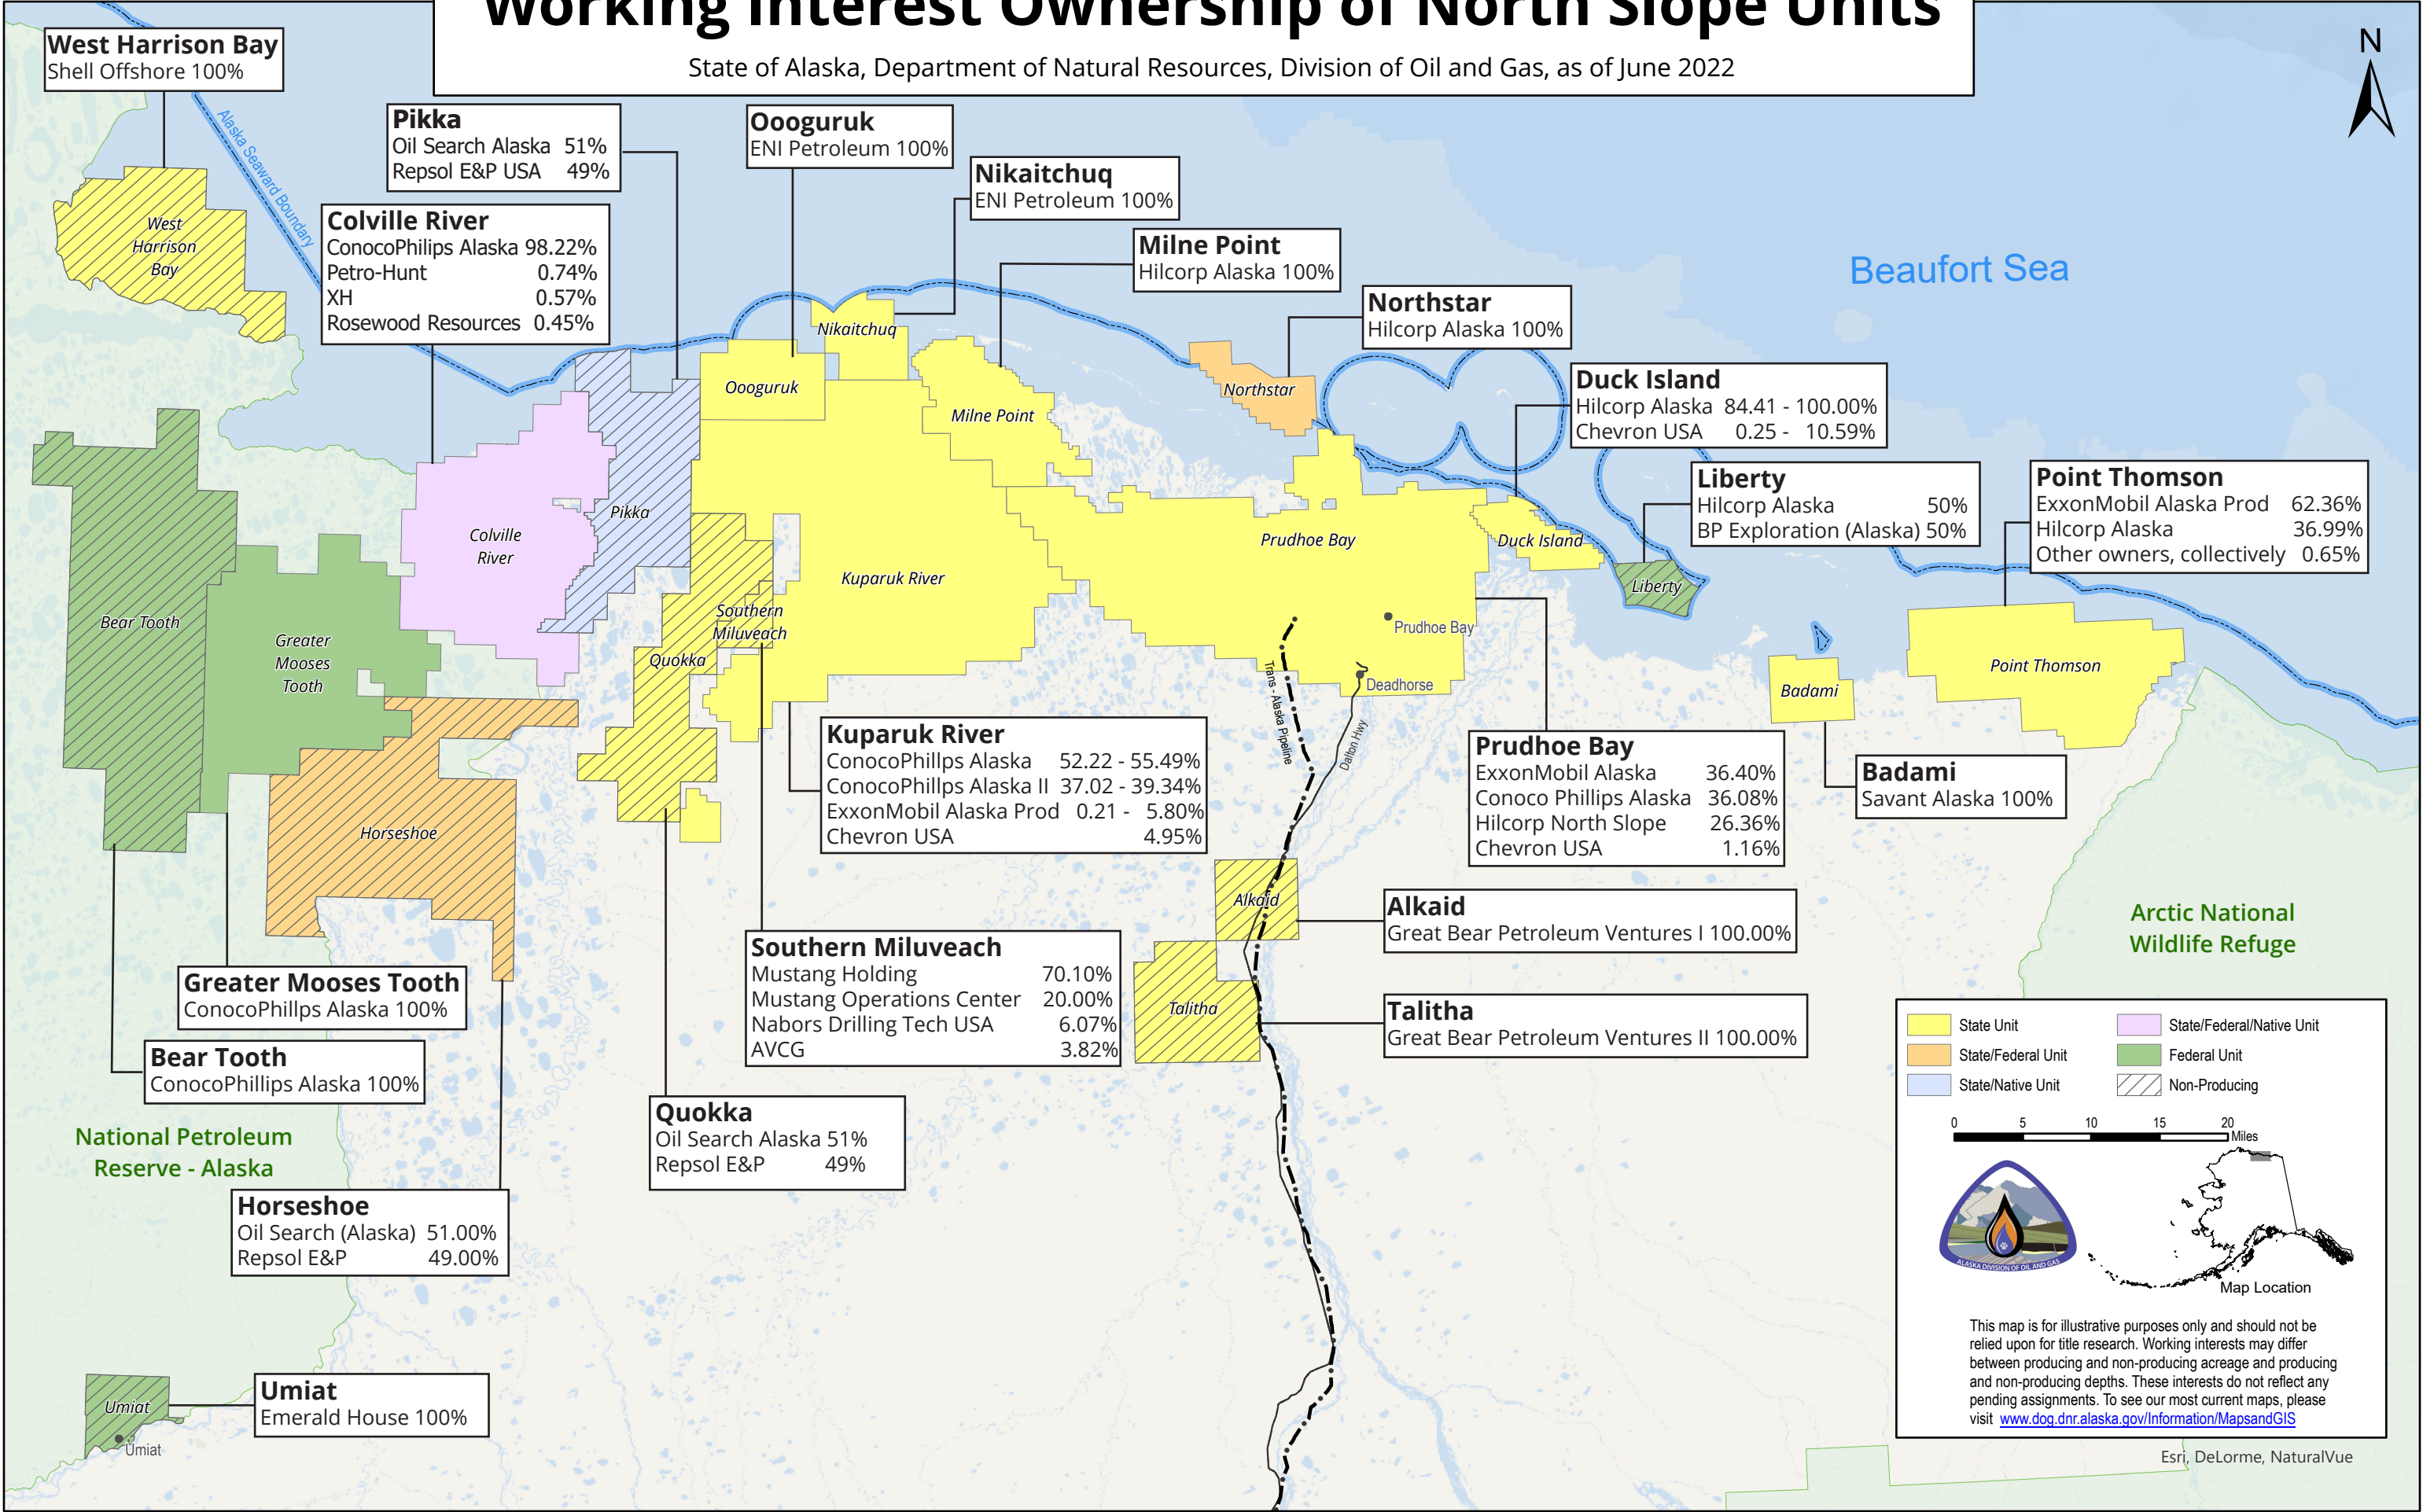 Working Interest Ownership of North Slope Units
State of Alaska, Department of Natural Resources, Division of Oil and Gas, as of June 2022
N
West Harrison Bay
Shell Offshore 100%
Alaska Seaward Boundary
Pikka
Oil Search Alaska 51%
Repsol E&P USA 49%
Oooguruk
ENI Petroleum 100%
Nikaitchuq
ENI Petroleum 100%
Colville River
ConocoPhilips Alaska 98.22%
Petro-Hunt 0.74%
XH 0.57%
Rosewood Resources 0.45%
Milne Point
Hilcorp Alaska 100%
Northstar
Hilcorp Alaska 100%
Beaufort Sea
Duck Island
Hilcorp Alaska 84.41 - 100.00%
Chevron USA 0.25 - 10.59%
Liberty
Hilcorp Alaska 50%
BP Exploration (Alaska) 50%
Point Thomson
ExxonMobil Alaska Prod 62.36%
Hilcorp Alaska 36.99%
Other owners, collectively 0.65%
West
Harrison
Bay
Nikaitchuq
Oooguruk
Milne Point
Northstar
Pikka
Colville
River
Prudhoe Bay
Duck Island
Kuparuk River
Liberty
Bear Tooth
Greater
Mooses
Tooth
Southern
Miluveach
Quokka
Prudhoe Bay
Deadhorse
Point Thomson
Badami
Trans - Alaska Pipeline
Dalton Hwy
Horseshoe
Kuparuk River
ConocoPhillps Alaska 52.22 - 55.49%
ConocoPhillps Alaska II 37.02 - 39.34%
ExxonMobil Alaska Prod 0.21 - 5.80%
Chevron USA 4.95%
Prudhoe Bay
ExxonMobil Alaska 36.40%
Conoco Phillips Alaska 36.08%
Hilcorp North Slope 26.36%
Chevron USA 1.16%
Badami
Savant Alaska 100%
Alkaid
Alkaid
Great Bear Petroleum Ventures I 100.00%
Arctic National
Wildlife Refuge
Southern Miluveach
Mustang Holding 70.10%
Mustang Operations Center 20.00%
Nabors Drilling Tech USA 6.07%
AVCG 3.82%
Talitha
Talitha
Great Bear Petroleum Ventures II 100.00%
Greater Mooses Tooth
ConocoPhillps Alaska 100%
Bear Tooth
ConocoPhillips Alaska 100%
Quokka
Oil Search Alaska 51%
Repsol E&P 49%
National Petroleum
Reserve - Alaska
Horseshoe
Oil Search (Alaska) 51.00%
Repsol E&P 49.00%
Umiat
Umiat
Umiat
Emerald House 100%
State Unit
State/Federal Unit
State/Native Unit
State/Federal/Native Unit
Federal Unit
Non-Producing
0 5 10 15 20
Miles
ALASKA DIVISION OF OIL AND GAS
Map Location
This map is for illustrative purposes only and should not be
relied upon for title research. Working interests may differ
between producing and non-producing acreage and producing
and non-producing depths. These interests do not reflect any
pending assignments. To see our most current maps, please
visit www.dog.dnr.alaska.gov/Information/MapsandGIS
Esri, DeLorme, NaturalVue